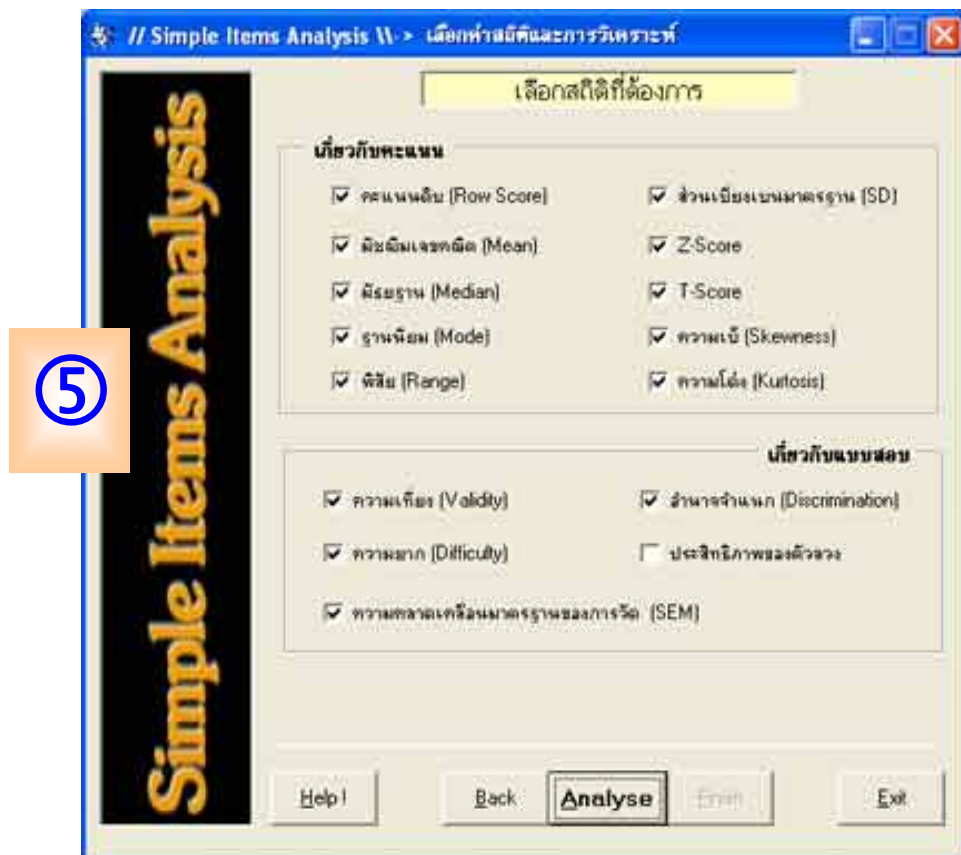 // Simple Items Analysis \\-> เลือกค่าสถิติและการวิเคราะห์
เลือกสถิติที่ต้องการ
Simple Items Analysis
⑤
เกี่ยวกับคะแนน
คะแนนดิบ (Row Score)
ส่วนเบี่ยงเบนมาตรฐาน (SD)
มัชฌิมเลขคณิต (Mean)
Z-Score
มัธยฐาน (Median)
T-Score
ฐานนิยม (Mode)
ความเบ้ (Skewness)
พิสัย (Range)
ความโด่ง (Kurtosis)
เกี่ยวกับแบบสอบ
ความเที่ยง (Validity)
อำนาจจำแนก (Discrimination)
ความยาก (Difficulty)
ประสิทธิภาพของตัวลวง
ความคลาดเคลื่อนมาตรฐานของการวัด (SEM)
Help !
Back
Analyse
Exit